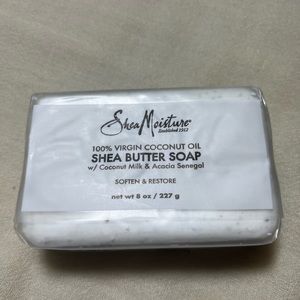 SheaMoisture
Established 1912
100% VIRGIN COCONUT OIL
SHEA BUTTER SOAP
w/ Coconut Milk & Acacia Senegal
SOFTEN & RESTORE
net wt 8 oz / 227 g